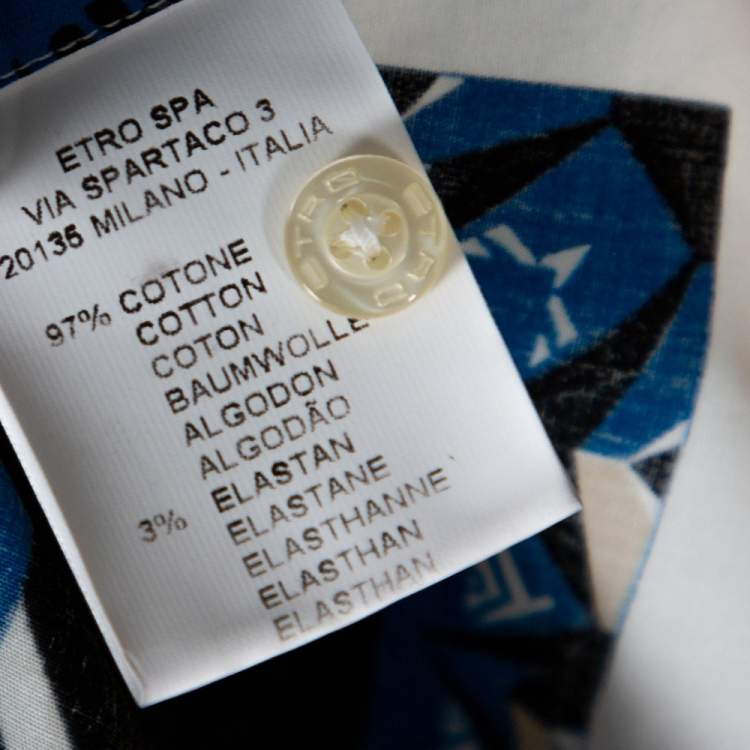 ETRO SPA
VIA SPARTACO 3
20135 MILANO - ITALIA
97% COTONE
COTTON
COTON
BAUMWOLLE
ALGODON
ALGODÃO
3% ELASTAN
ELASTANE
ELASTHANNE
ELASTHAN
ELASTHAN